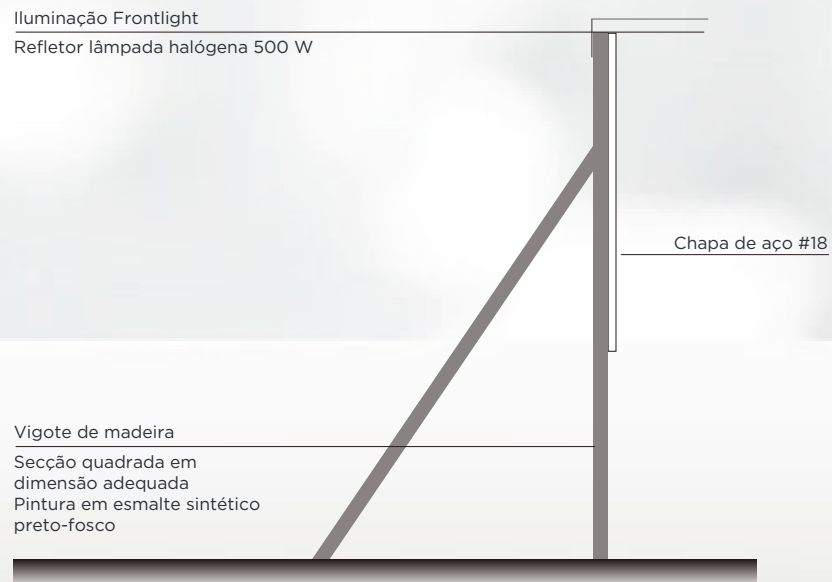 Iluminação Frontlight
Refletor lâmpada halógena 500 W
Chapa de aço #18
Vigote de madeira
Secção quadrada em
dimensão adequada
Pintura em esmalte sintético
preto-fosco